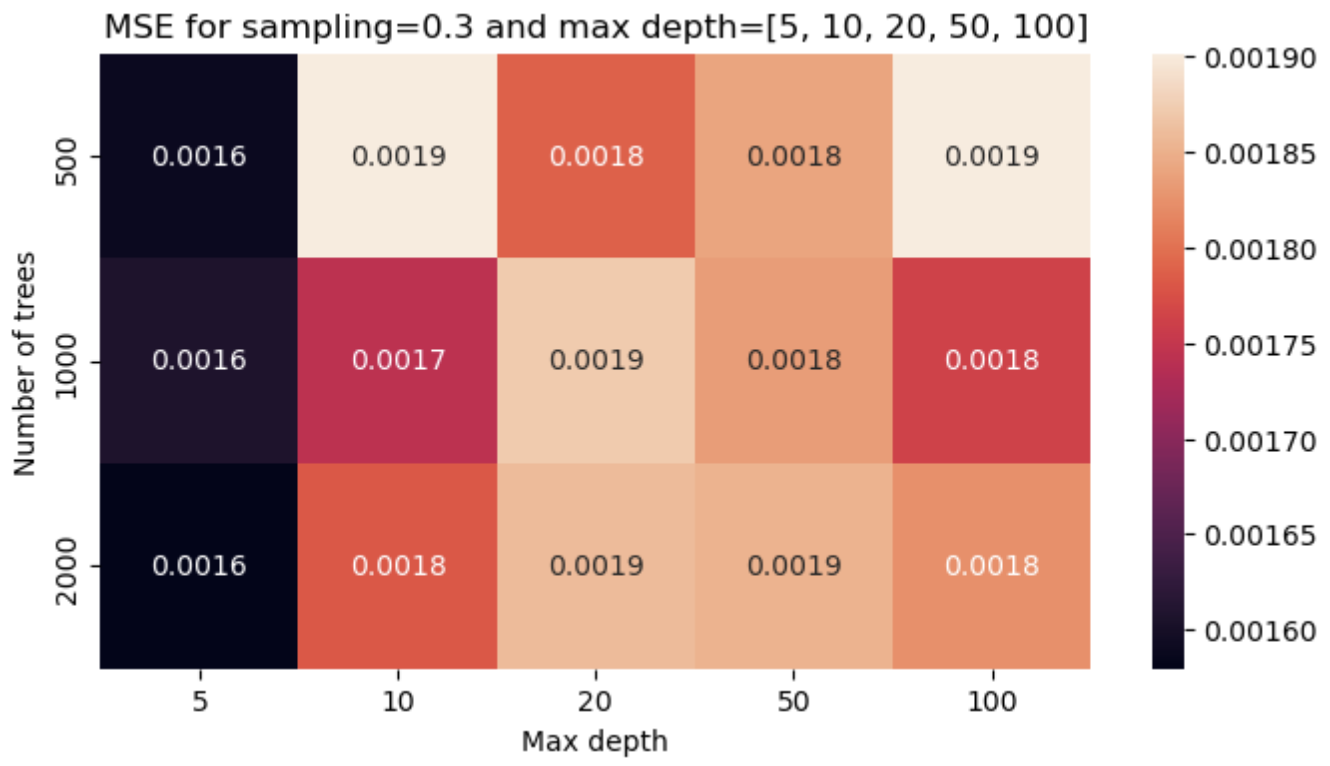 MSE for sampling=0.3 and max depth=[5, 10, 20, 50, 100]
Number of trees
500
0.0016 0.0019 0.0018 0.0018 0.0019
1000
0.0016 0.0017 0.0019 0.0018 0.0018
2000
0.0016 0.0018 0.0019 0.0019 0.0018
5 10 20 50 100
Max depth
0.00190
0.00185
0.00180
0.00175
0.00170
0.00165
0.00160